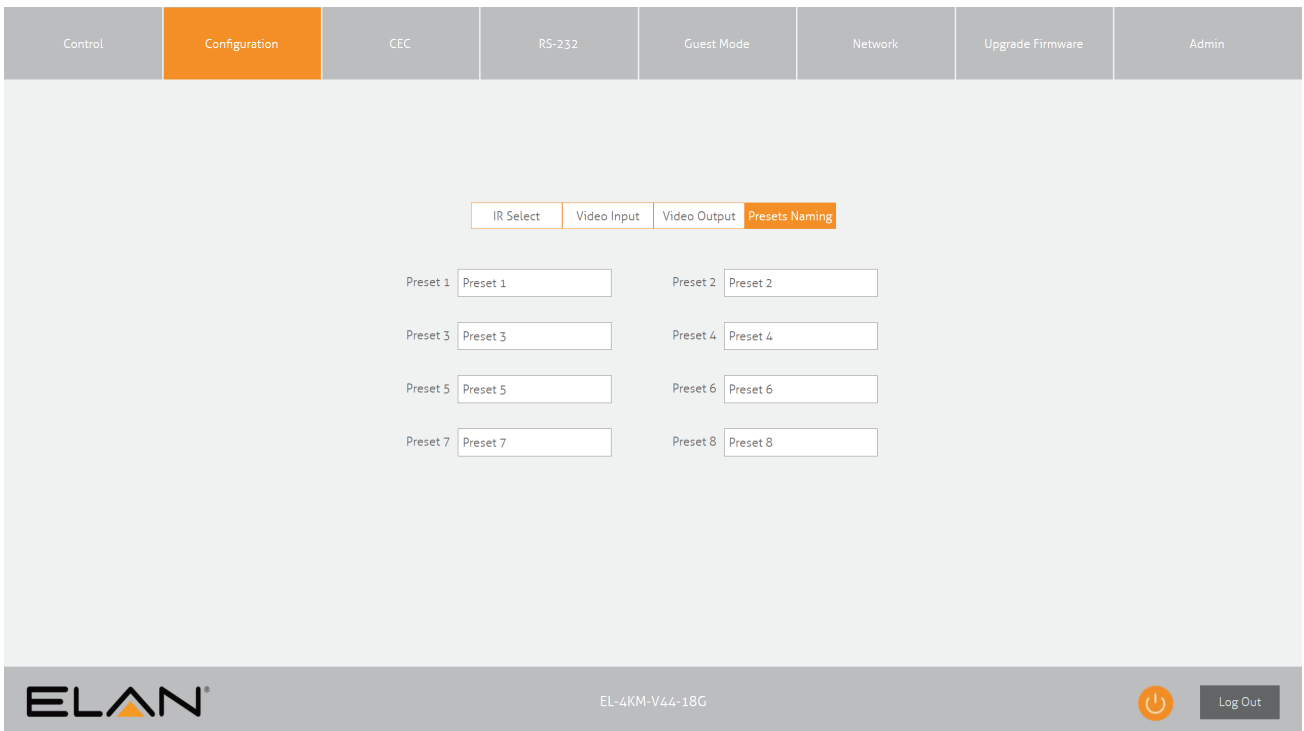 Control Configuration CEC RS-232 Guest Mode Network Upgrade Firmware Admin
IR Select Video Input Video Output Presets Naming
Preset 1 Preset 1 Preset 2 Preset 2
Preset 3 Preset 3 Preset 4 Preset 4
Preset 5 Preset 5 Preset 6 Preset 6
Preset 7 Preset 7 Preset 8 Preset 8
ELAN® EL-4KM-V44-18G Log Out